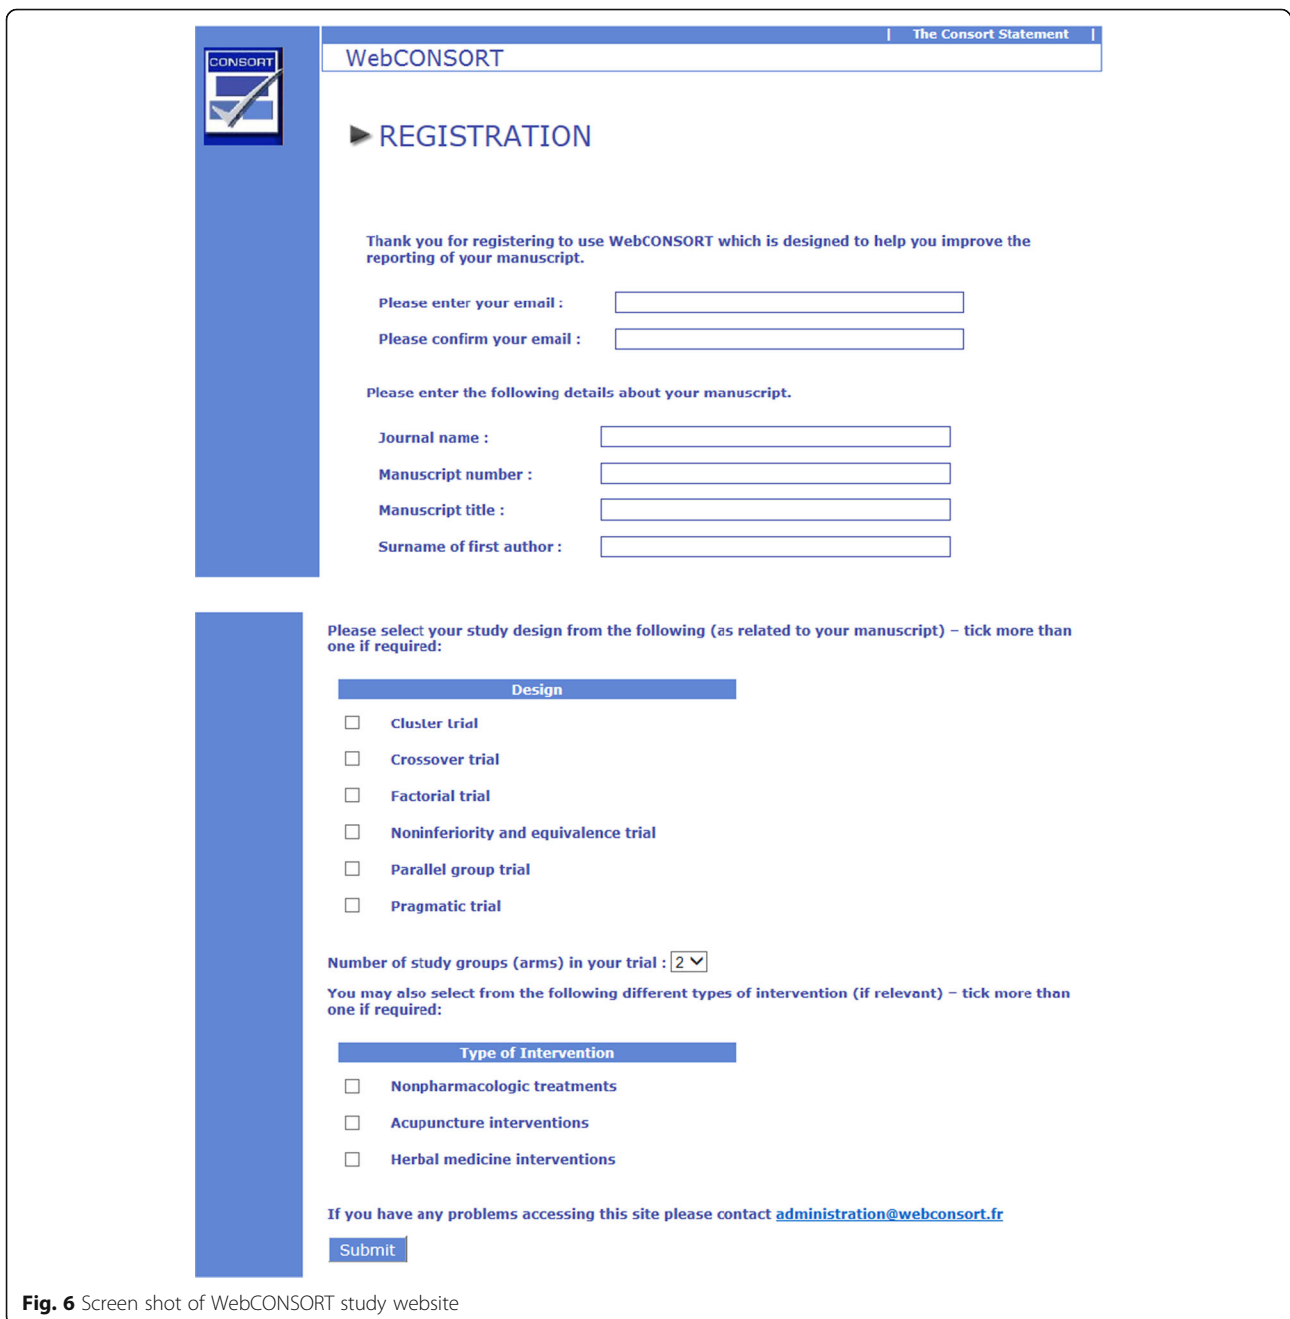 | The Consort Statement |
CONSORT
WebCONSORT
REGISTRATION
Thank you for registering to use WebCONSORT which is designed to help you improve the
reporting of your manuscript.
Please enter your email :
Please confirm your email :
Please enter the following details about your manuscript.
Journal name :
Manuscript number :
Manuscript title :
Surname of first author :
Please select your study design from the following (as related to your manuscript) – tick more than
one if required:
Design
Cluster trial
Crossover trial
Factorial trial
Noninferiority and equivalence trial
Parallel group trial
Pragmatic trial
Number of study groups (arms) in your trial : 2
You may also select from the following different types of intervention (if relevant) – tick more than
one if required:
Type of Intervention
Nonpharmacologic treatments
Acupuncture interventions
Herbal medicine interventions
If you have any problems accessing this site please contact administration@webconsort.fr
Submit
Fig. 6 Screen shot of WebCONSORT study website